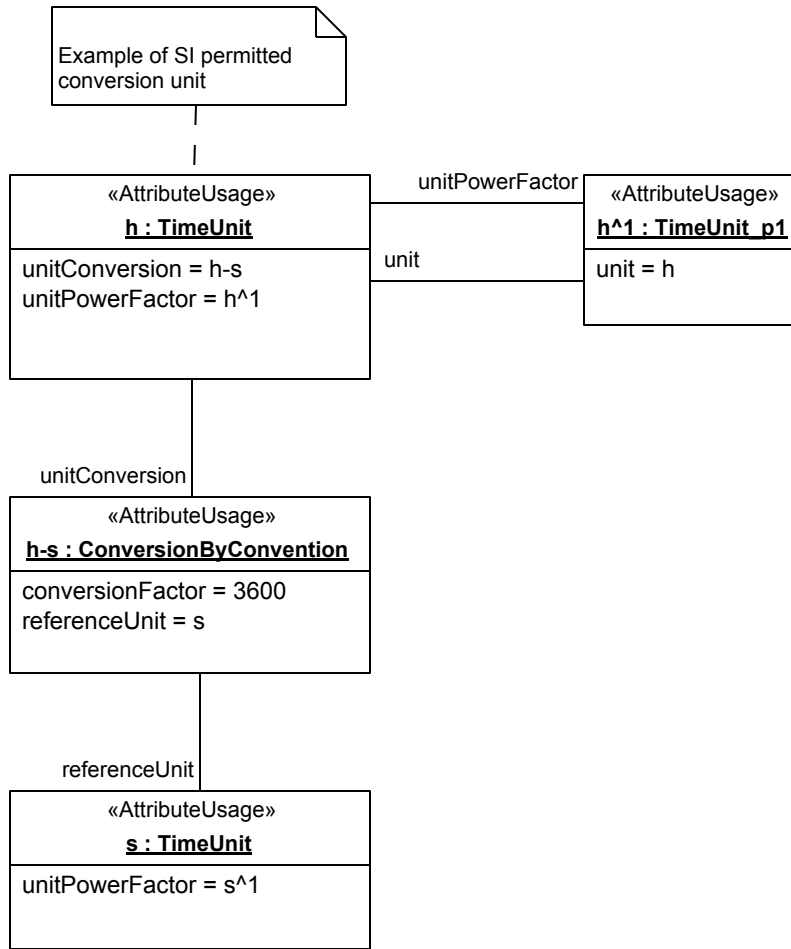 Example of SI permitted
conversion unit
«AttributeUsage»
h : TimeUnit
unitConversion = h-s
unitPowerFactor = h^1
unitPowerFactor
unit
«AttributeUsage»
h^1 : TimeUnit_p1
unit = h
unitConversion
«AttributeUsage»
h-s : ConversionByConvention
conversionFactor = 3600
referenceUnit = s
referenceUnit
«AttributeUsage»
s : TimeUnit
unitPowerFactor = s^1